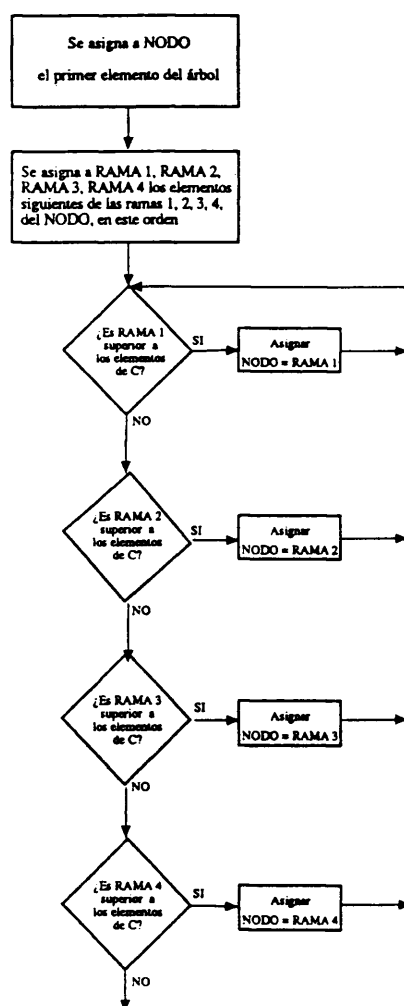 Se asigna a NODO
el primer elemento del árbol
Se asigna a RAMA 1, RAMA 2,
RAMA 3, RAMA 4 los elementos
siguientes de las ramas 1, 2, 3, 4,
del NODO, en este orden
¿Es RAMA 1
superior a
los elementos
de C?
SI
Asignar
NODO = RAMA 1
NO
¿Es RAMA 2
superior a
los elementos
de C?
SI
Asignar
NODO = RAMA 2
NO
¿Es RAMA 3
superior a
los elementos
de C?
SI
Asignar
NODO = RAMA 3
NO
¿Es RAMA 4
superior a
los elementos
de C?
SI
Asignar
NODO = RAMA 4
NO